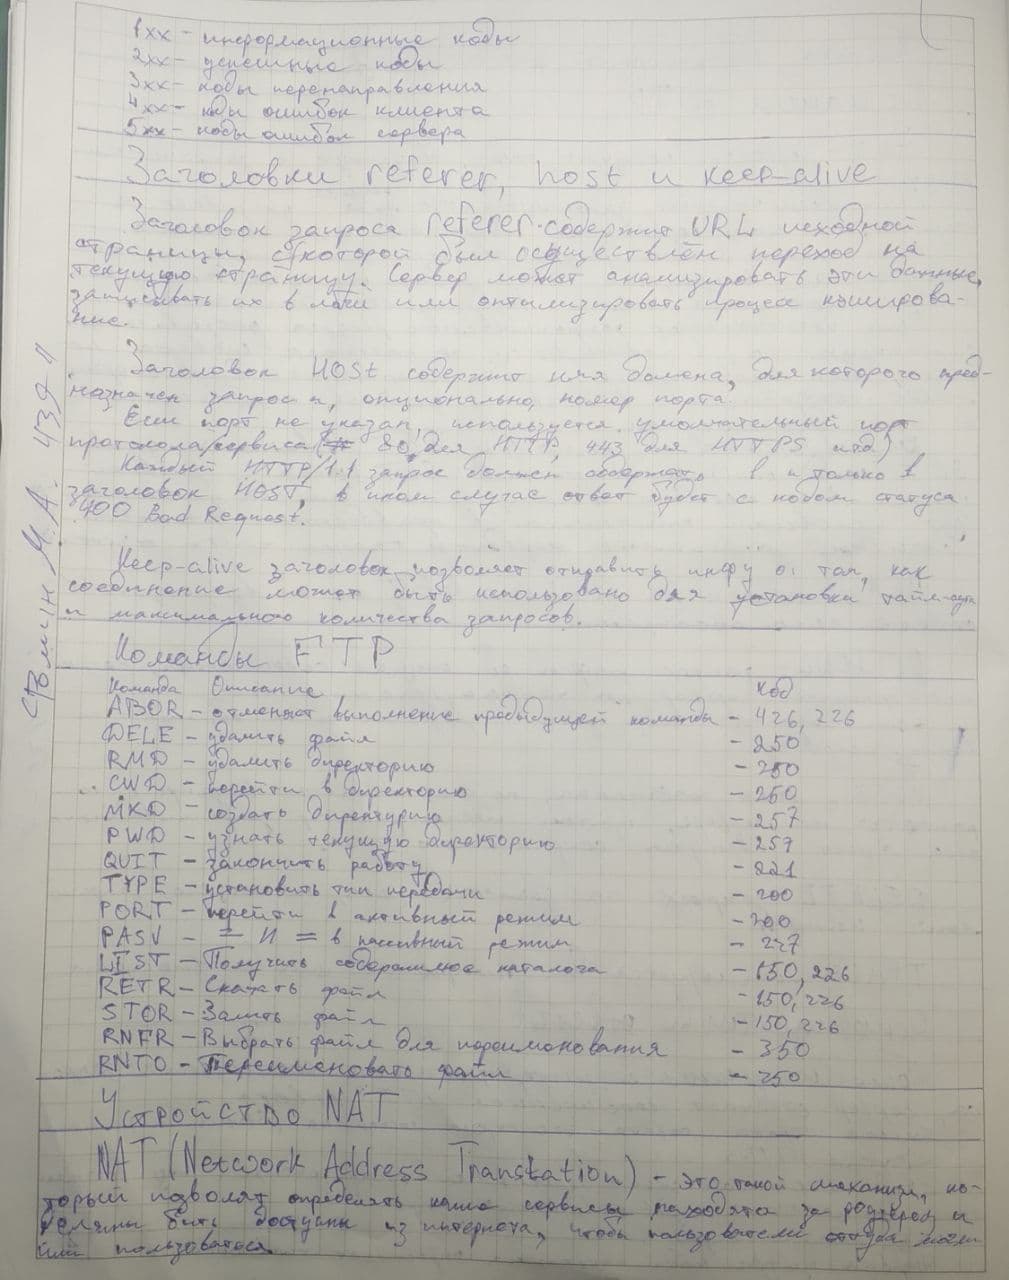 1xx - информационные коды
2xx - успешные коды
3xx - коды перенаправления
4xx - коды ошибок клиента
5xx - коды ошибок сервера
Заголовки referer, host и keep-alive
Заголовок запроса referer содержит URL исходной
страницы, с которой был осуществлён переход на
текущую страницу. Сервер может анализировать эти данные,
записывать их в логи или оптимизировать процесс кэширова-
ние.
Заголовок HOSt содержит имя домена, для которого пред-
назначен запрос и, опционально, номер порта.
Если порт не указан, используется умолчательный порт
протокола/сервиса (80 для HTTP, 443 для HTTPS итд)
Каждый HTTP/1.1 запрос должен содержать 1 и только 1
заголовок HOST, в ином случае ответ будет с кодом статуса
400 Bad Request.
Keep-alive заголовок позволяет отправить инфу о том, как
соединение может быть использовано для установки тайм-аута
и максимального количества запросов.
Команды FTP
Команда Описание код
ABOR - отменяет выполнение предыдущей команды - 426, 226
DELE - удалить файл - 250
RMD - удалить директорию - 250
CWD - перейти в директорию - 250
MKD - создать директорию - 257
PWD - узнать текущую директорию - 257
QUIT - закончить работу - 221
TYPE - установить тип передачи - 200
PORT - перейти в активный режим - 200
PASV - = и = в пассивный режим - 227
LIST - Получить содержимое каталога - 150, 226
RETR - Скачать файл - 150, 226
STOR - Залить файл - 150, 226
RNFR - Выбрать файл для переименования - 350
RNTO - Переименовать файл - 250
Устройство NAT
NAT (Network Address Translation) - это такой механизм, ко-
торый позволят определять какие сервисы находятся за роутером и
должны быть доступны из интернета, чтобы пользователи оттуда могли
ими пользоваться.
Фомин М.А. 439-1